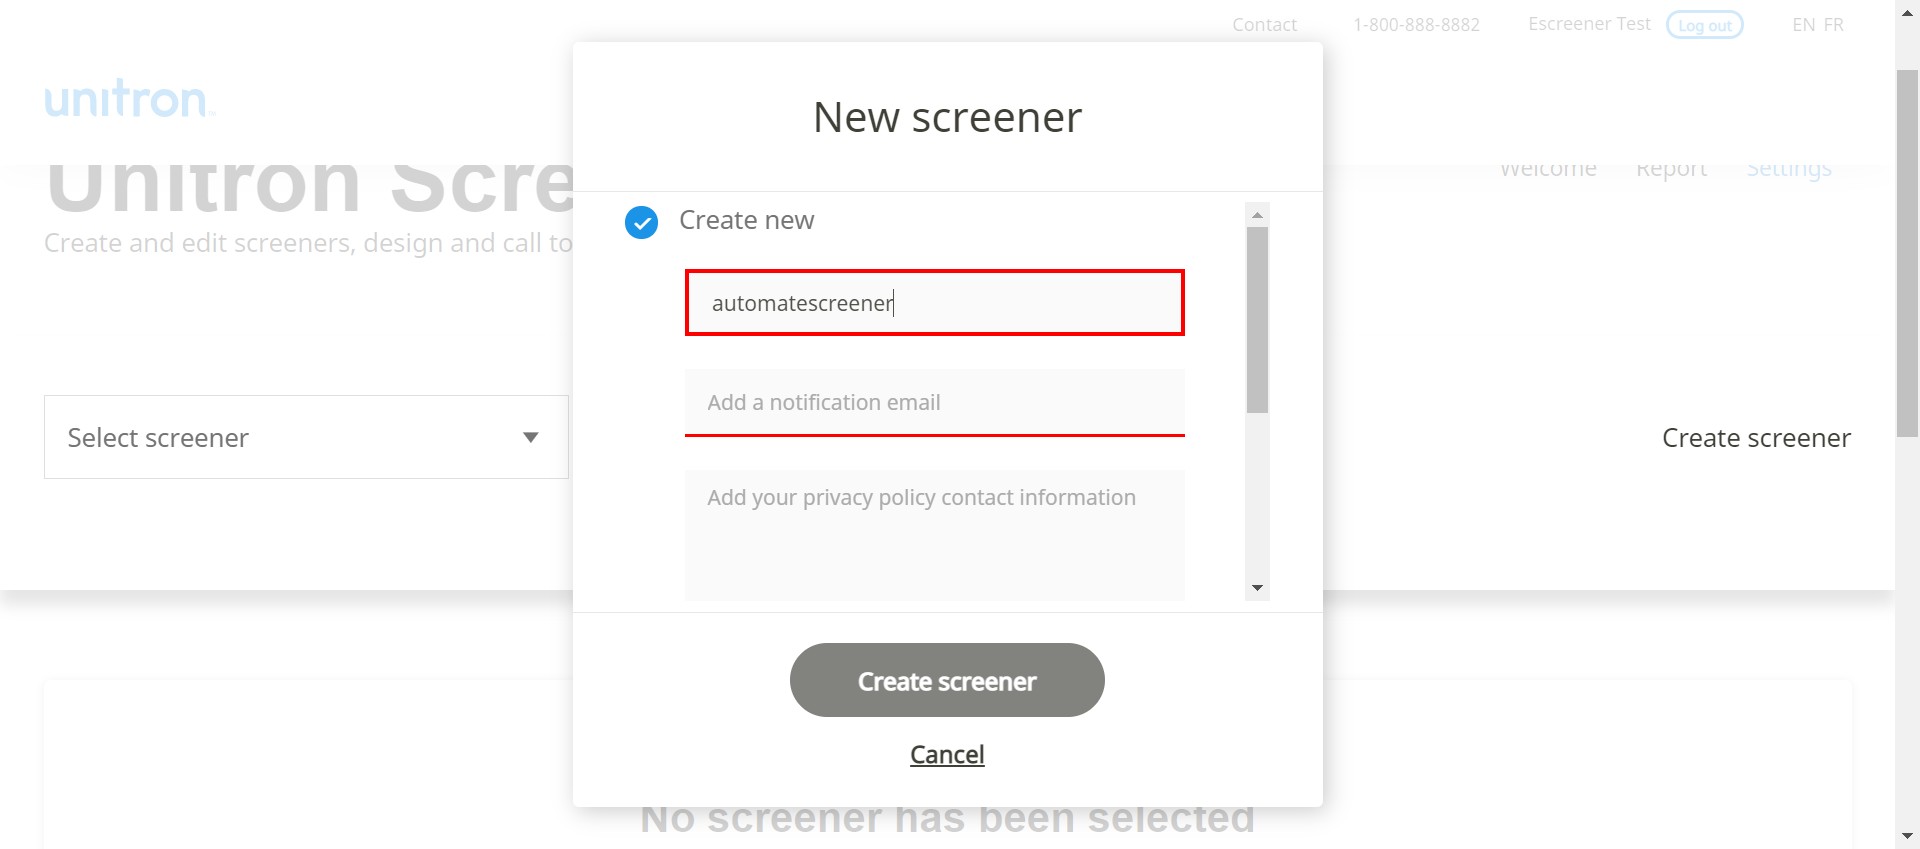 Contact 1-800-888-8882 Escreener Test Log out EN FR
unitron
Welcome Report Settings
Unitron Scre
Create and edit screeners, design and call to
Select screener
Create screener
New screener
Create new
automatescreener
Add a notification email
Add your privacy policy contact information
Create screener
Cancel
No screener has been selected